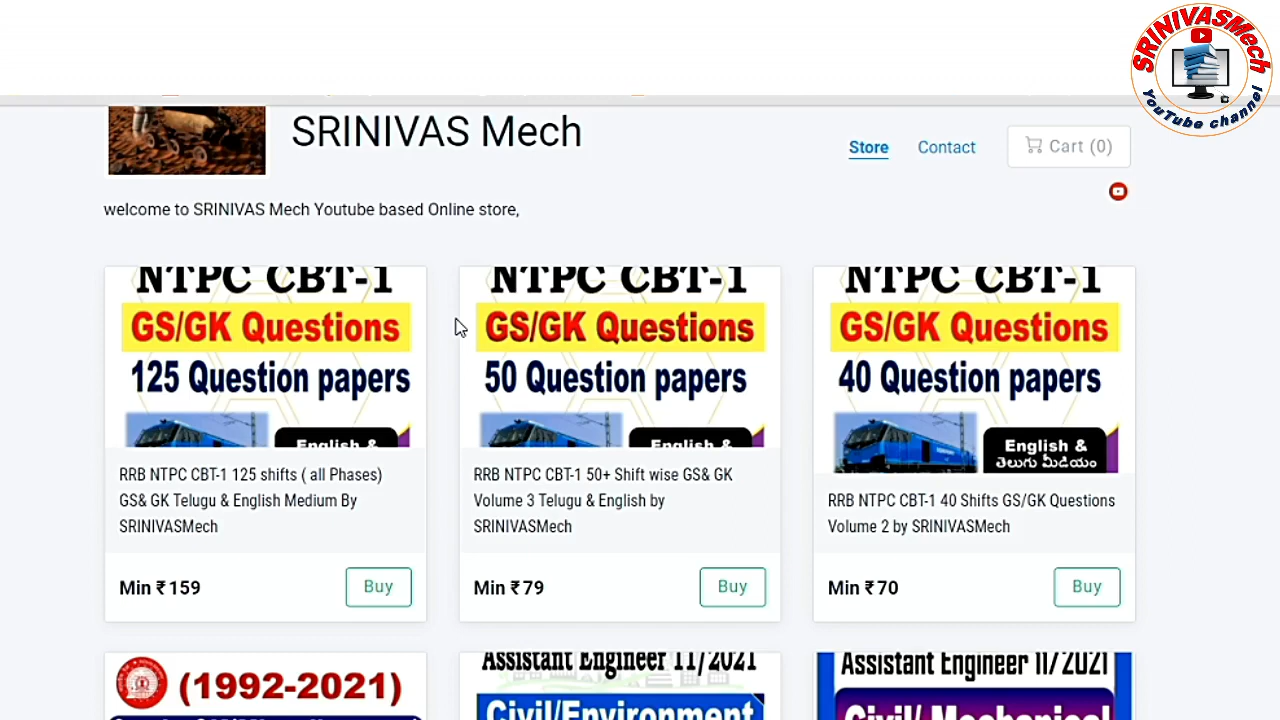 SRINIVASMech
YouTube channel
SRINIVAS Mech
Store
Contact
Cart (0)
welcome to SRINIVAS Mech Youtube based Online store,
NTPC CBT-1
GS/GK Questions
125 Question papers
English &
RRB NTPC CBT-1 125 shifts ( all Phases)
GS& GK Telugu & English Medium By
SRINIVASMech
Min ₹ 159
Buy
NTPC CBT-1
GS/GK Questions
50 Question papers
English &
RRB NTPC CBT-1 50+ Shift wise GS& GK
Volume 3 Telugu & English by
SRINIVASMech
Min ₹ 79
Buy
NTPC CBT-1
GS/GK Questions
40 Question papers
English &
తెలుగు మీడియం
RRB NTPC CBT-1 40 Shifts GS/GK Questions
Volume 2 by SRINIVASMech
Min ₹ 70
Buy
(1992-2021)
Assistant Engineer 11/2021
Civil/Environment
Assistant Engineer 11/2021
Civil/ Mechanical